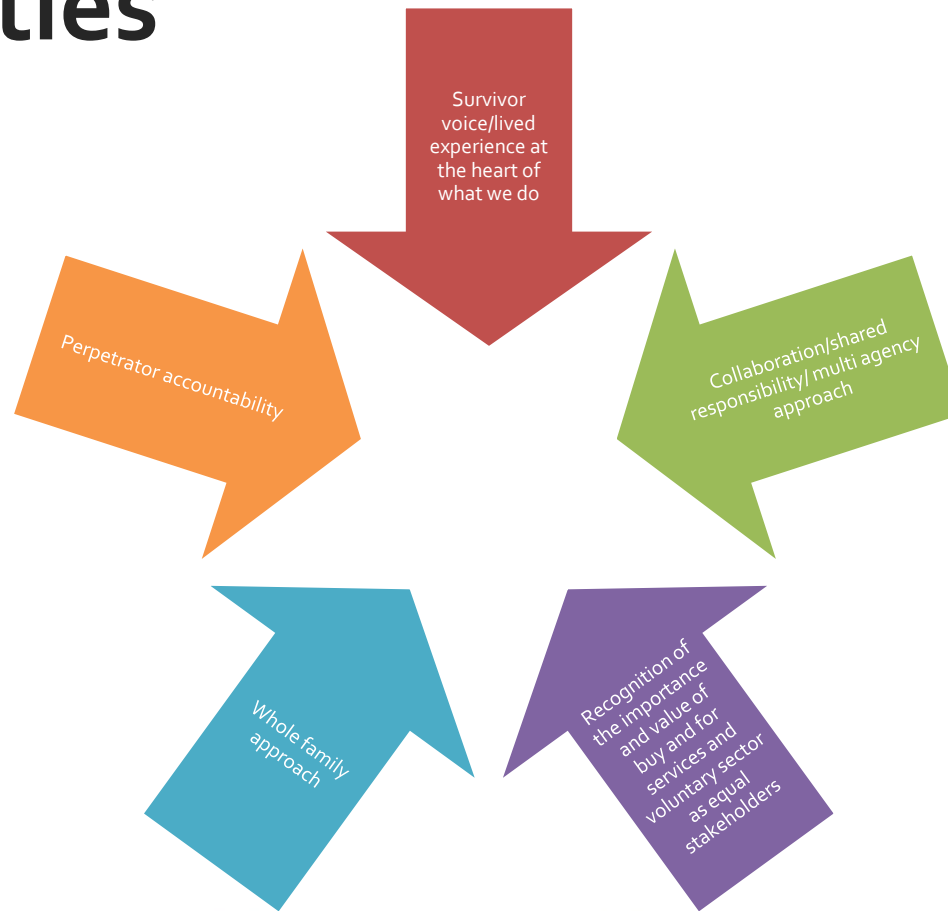 ties
Survivor
voice/lived
experience at
the heart of
what we do
Collaboration/shared
responsibility/ multi agency
approach
Recognition of
the importance
and value of
buy and for
services and
voluntary sector
as equal
stakeholders
Whole family
approach
Perpetrator accountability